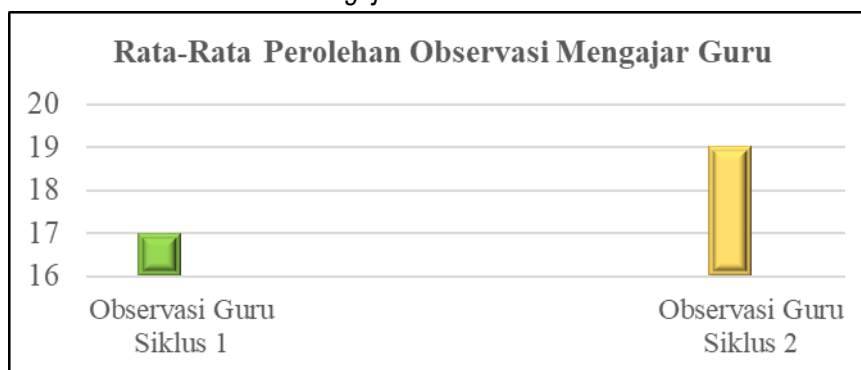 Rata-Rata Perolehan Observasi Mengajar Guru
20
19
18
17
16
Observasi Guru
Siklus 1
Observasi Guru
Siklus 2